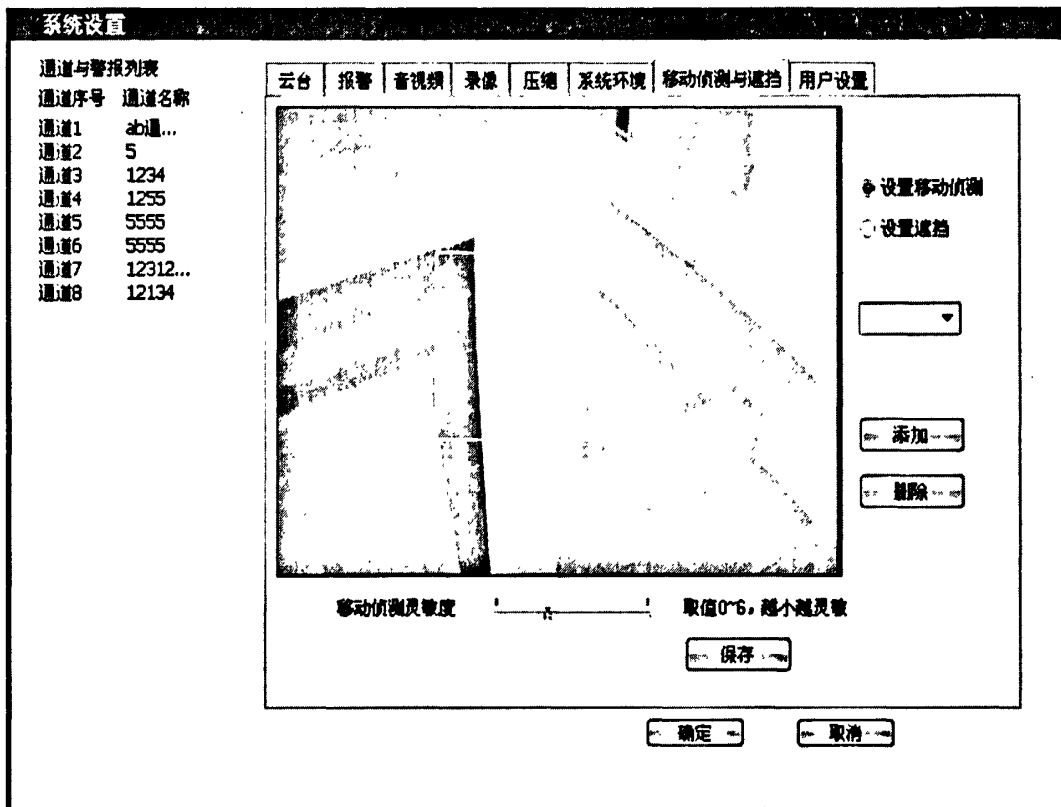 系统设置
通道与警报列表
通道序号 通道名称
通道1 ab通...
通道2 5
通道3 1234
通道4 1255
通道5 5555
通道6 5555
通道7 12312...
通道8 12134
云台 报警 音视频 录像 压缩 系统环境 移动侦测与遮挡 用户设置
设置移动侦测
设置遮挡
添加
删除
移动侦测灵敏度 取值0~6，越小越灵敏
保存
确定 取消